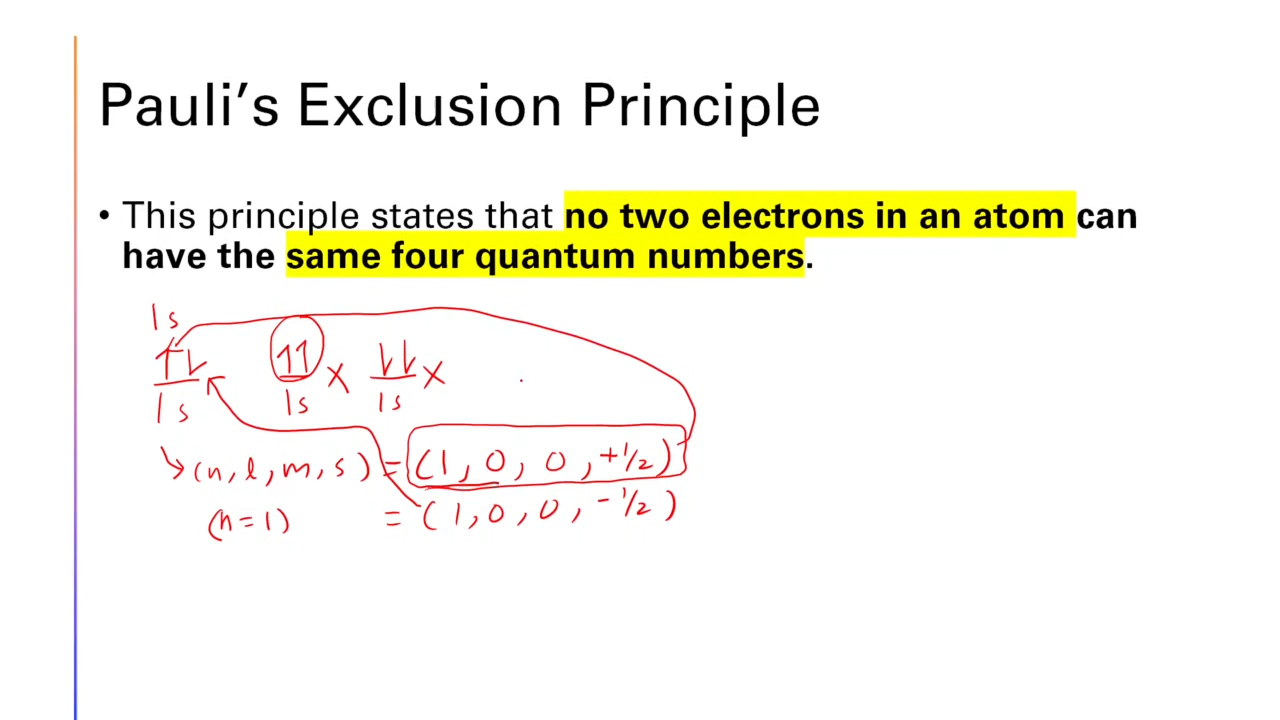 Pauli’s Exclusion Principle
• This principle states that no two electrons in an atom can
have the same four quantum numbers.
1s
↑↓ ↑↑ × ↓↓ ×
1s 1s 1s
→ (n, l, m, s) = (1, 0, 0, +1/2)
(n=1) = (1, 0, 0, -1/2)